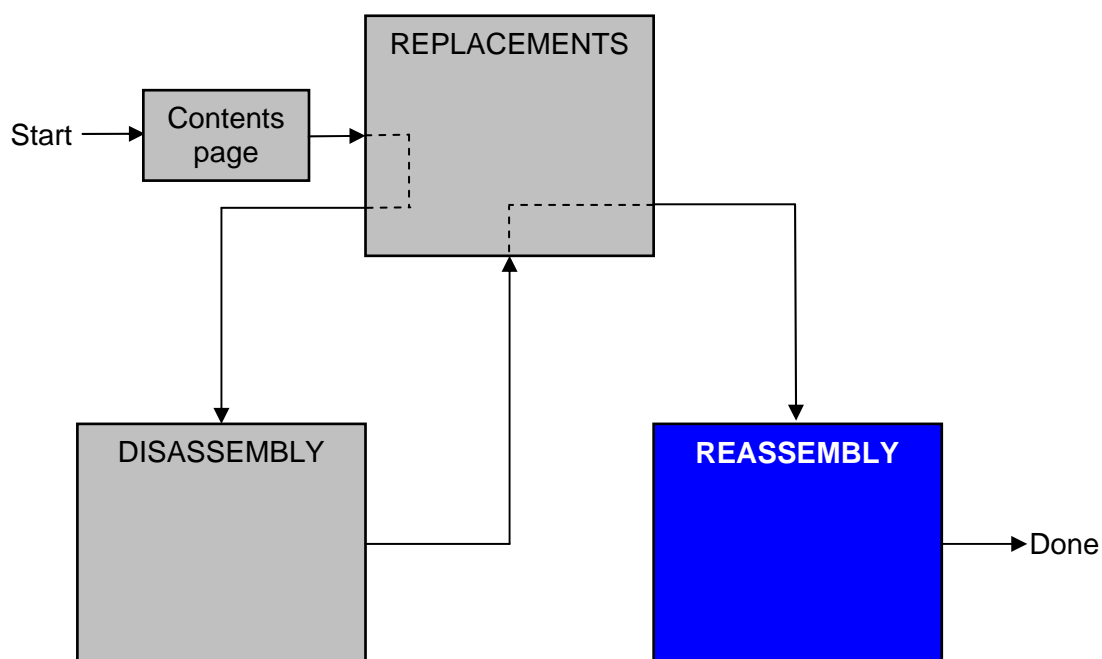 REPLACEMENTS
Start
Contents
page
DISASSEMBLY
REASSEMBLY
Done